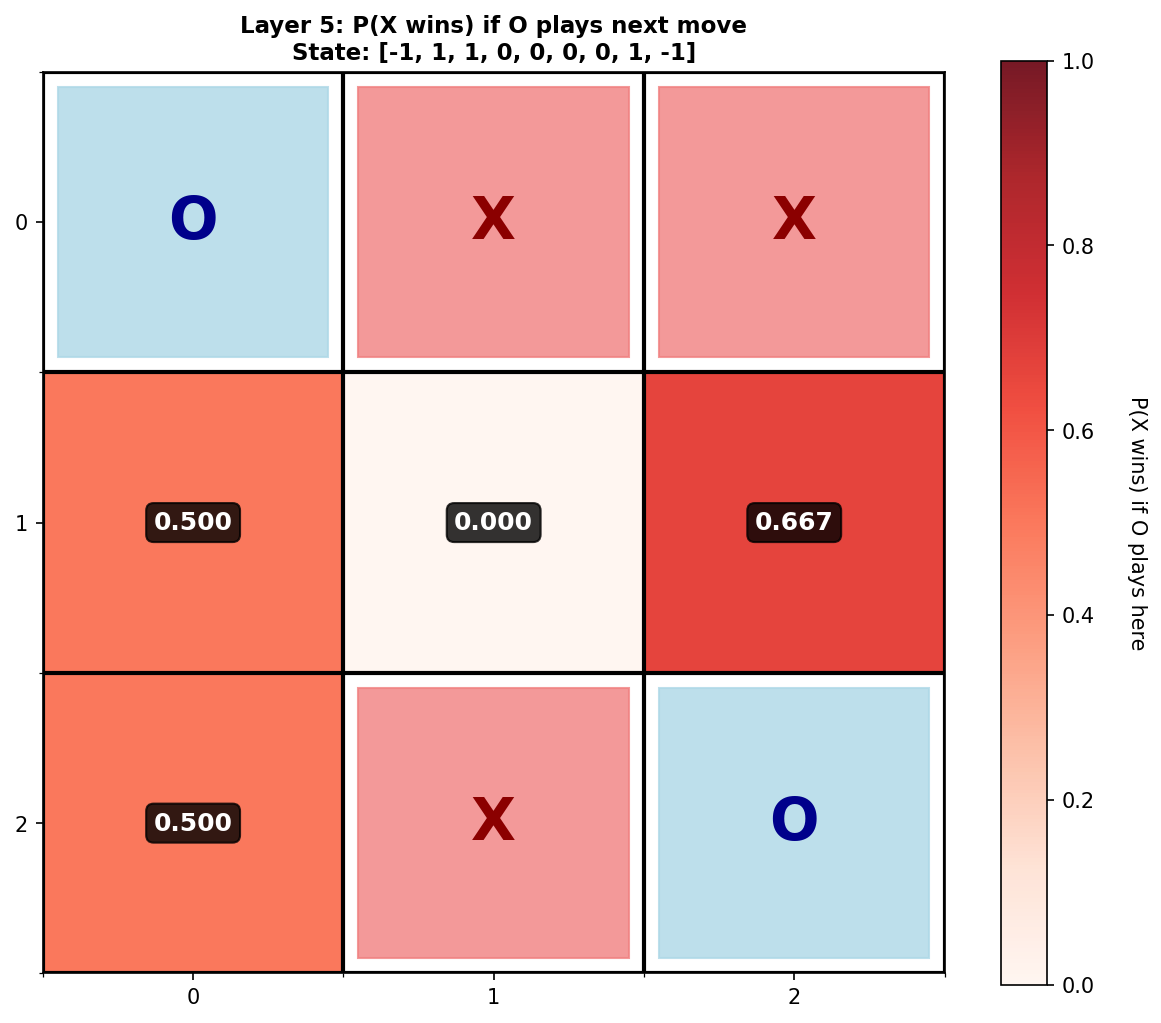 Layer 5: P(X wins) if O plays next move
State: [-1, 1, 1, 0, 0, 0, 0, 1, -1]
O
X
X
0
0.500
0.000
0.667
1
0.500
X
O
2
0
1
2
1.0
0.8
0.6
0.4
0.2
0.0
P(X wins) if O plays here